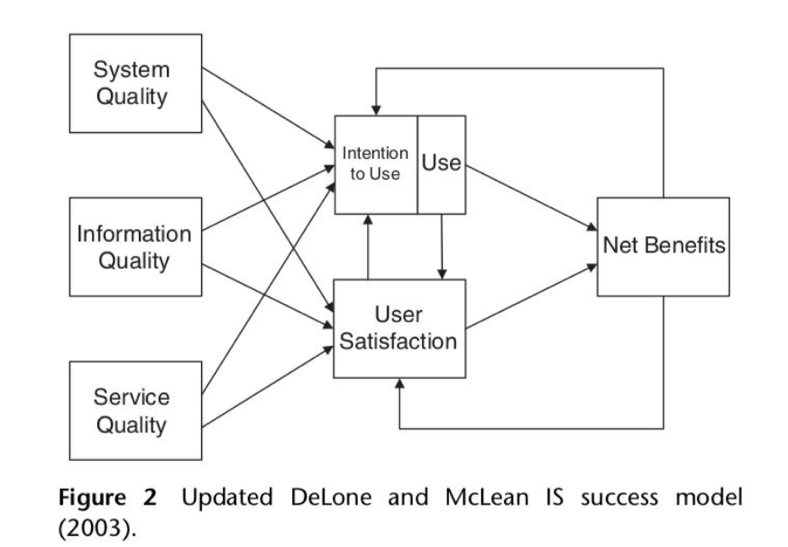 System
Quality
Intention
to Use
Use
Information
Quality
Net Benefits
User
Satisfaction
Service
Quality
Figure 2 Updated DeLone and McLean IS success model
(2003).